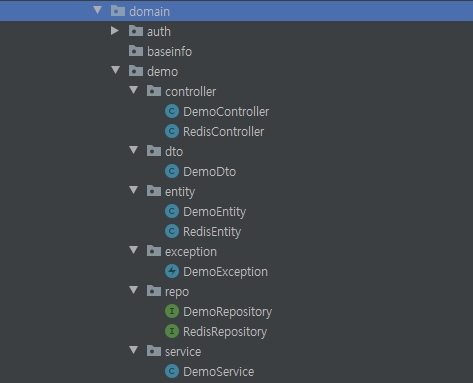 domain
auth
baseinfo
demo
controller
DemoController
RedisController
dto
DemoDto
entity
DemoEntity
RedisEntity
exception
DemoException
repo
DemoRepository
RedisRepository
service
DemoService